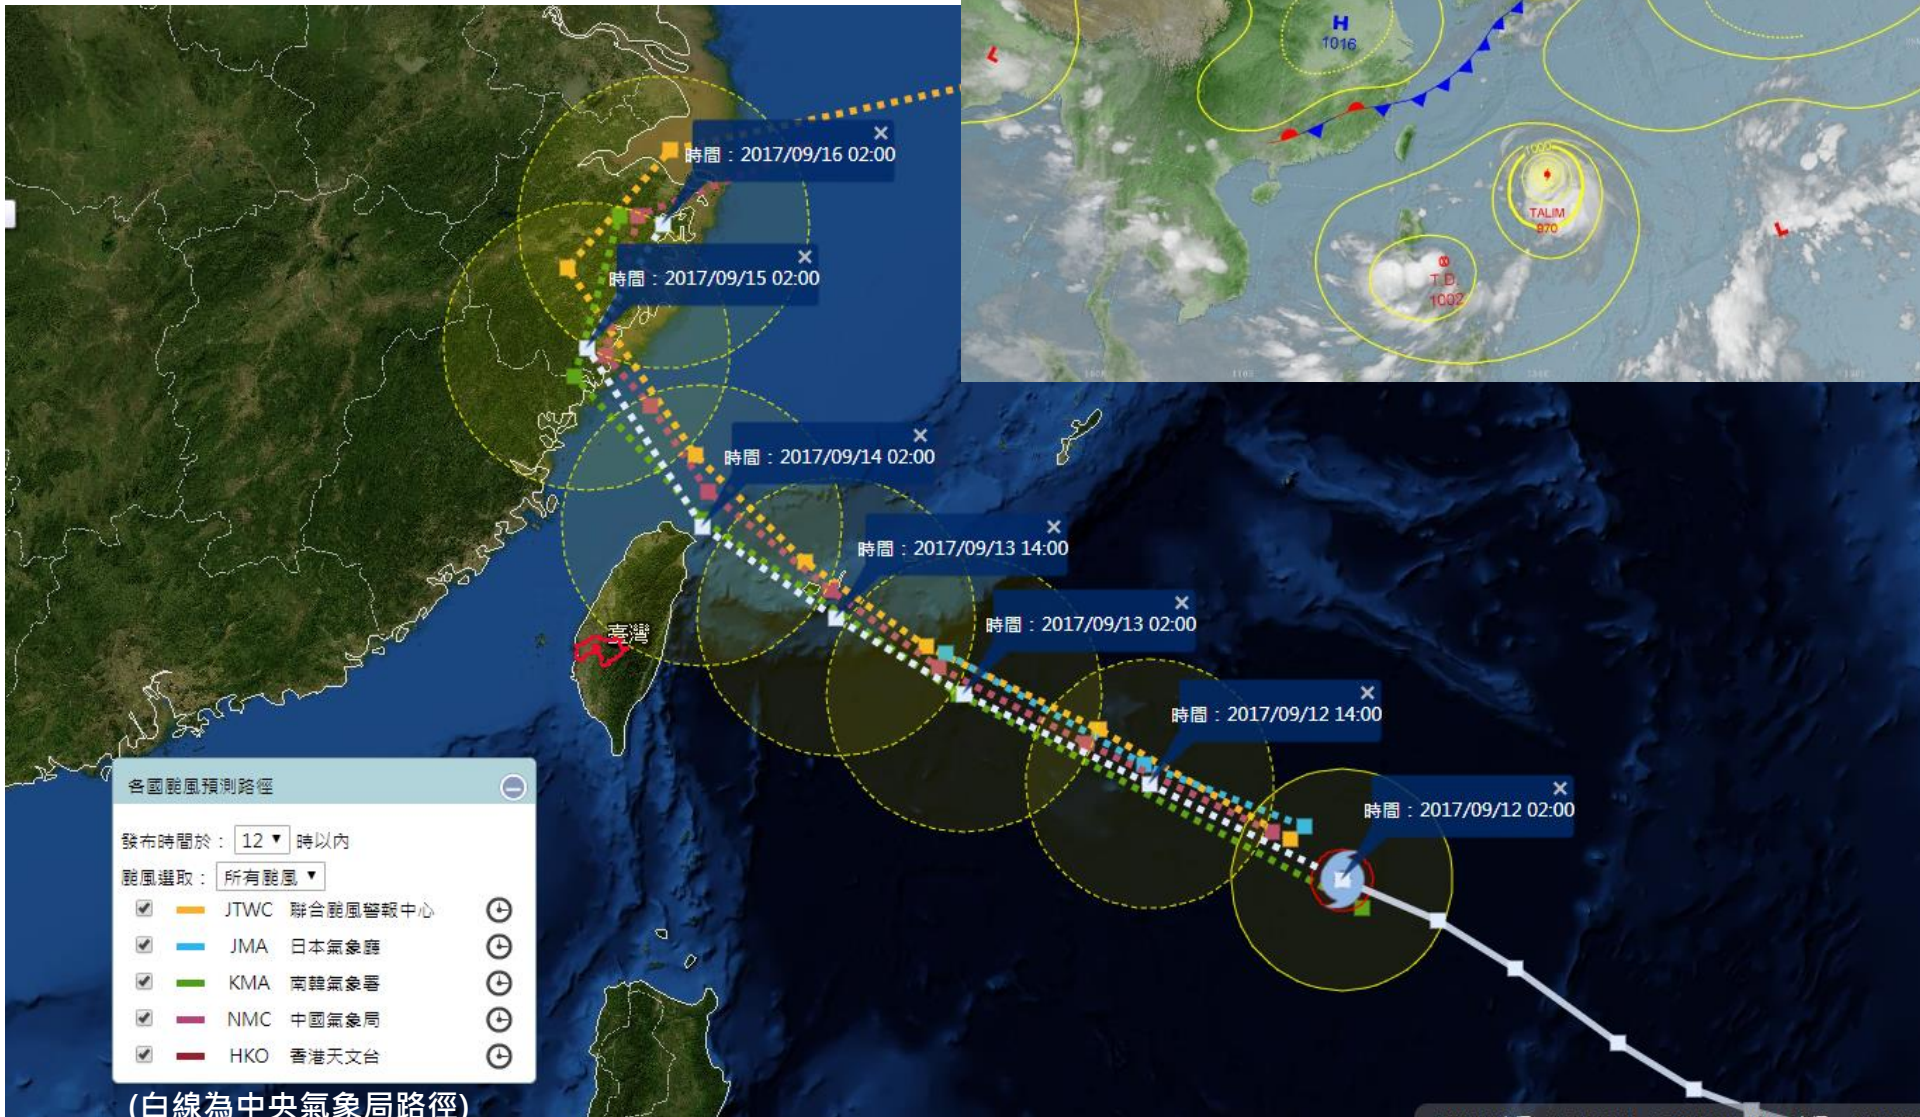 H
1016
L
1000
TALIM
970
L
T.D.
1002
時間：2017/09/16 02:00
時間：2017/09/15 02:00
時間：2017/09/14 02:00
時間：2017/09/13 14:00
時間：2017/09/13 02:00
時間：2017/09/12 14:00
時間：2017/09/12 02:00
臺灣
各國颱風預測路徑
發布時間於： 12 ▼ 時以內
颱風選取： 所有颱風 ▼
JTWC 聯合颱風警報中心
JMA 日本氣象廳
KMA 南韓氣象署
NMC 中國氣象局
HKO 香港天文台
(白線為中央氣象局路徑)